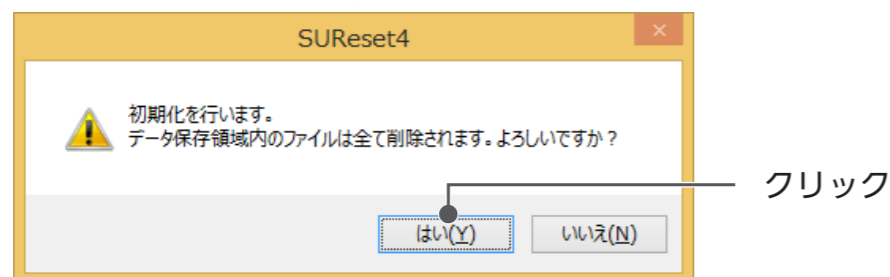 SUReset4
初期化を行います。
データ保存領域内のファイルは全て削除されます。よろしいですか？
クリック
はい(Y)
いいえ(N)